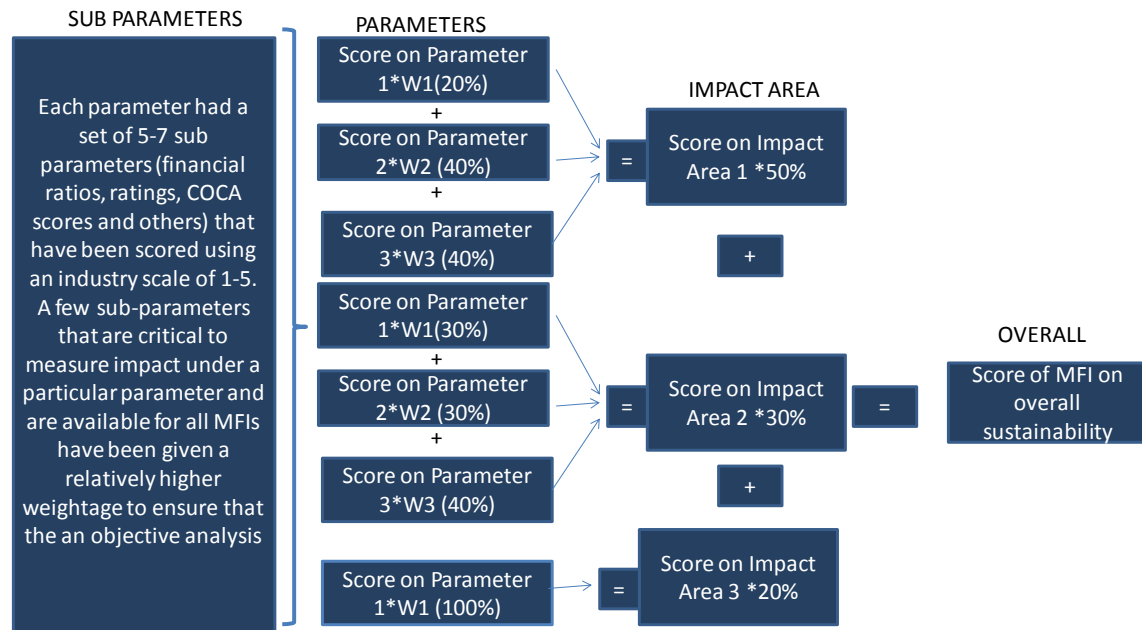 SUB PARAMETERS
Each parameter had a
set of 5-7 sub
parameters (financial
ratios, ratings, COCA
scores and others) that
have been scored using
an industry scale of 1-5.
A few sub-parameters
that are critical to
measure impact under a
particular parameter and
are available for all MFIs
have been given a
relatively higher
weightage to ensure that
the an objective analysis
PARAMETERS
Score on Parameter
1*W1(20%)
+
Score on Parameter
2*W2 (40%)
+
Score on Parameter
3*W3 (40%)
Score on Parameter
1*W1(30%)
+
Score on Parameter
2*W2 (30%)
+
Score on Parameter
3*W3 (40%)
Score on Parameter
1*W1 (100%)
IMPACT AREA
=
Score on Impact
Area 1 *50%
+
=
Score on Impact
Area 2 *30%
+
=
Score on Impact
Area 3 *20%
=
OVERALL
Score of MFI on
overall
sustainability